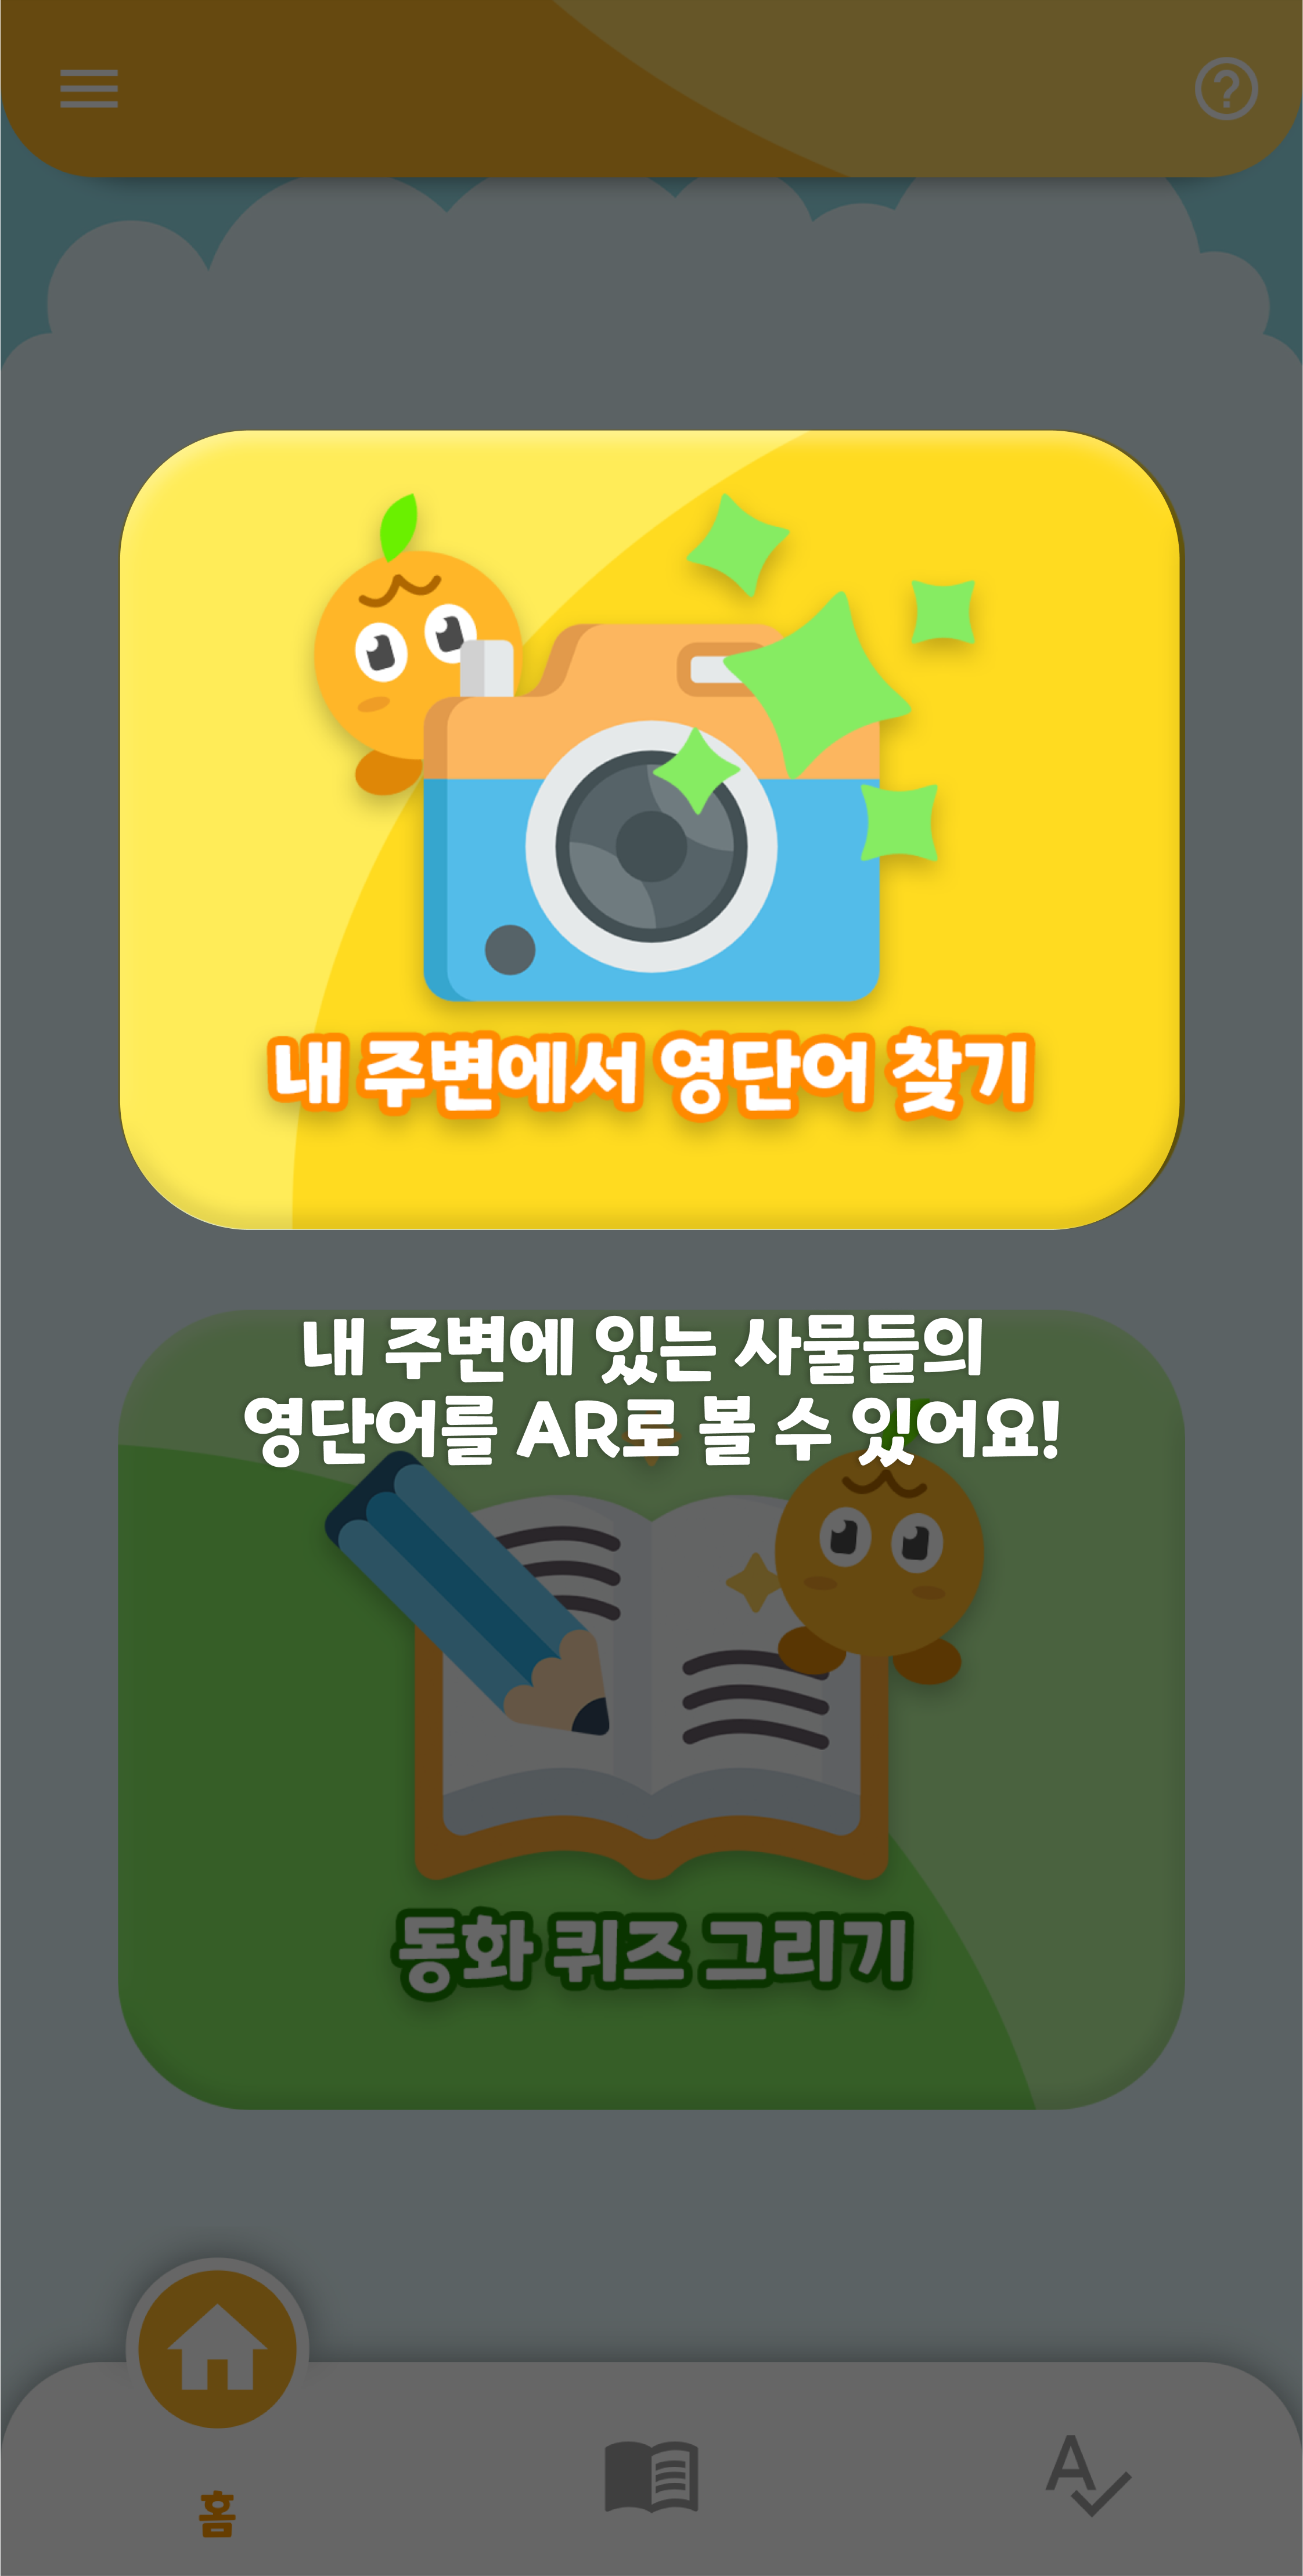 내 주변에서 영단어 찾기
내 주변에 있는 사물들의
영단어를 AR로 볼 수 있어요!
동화 퀴즈 그리기
홈